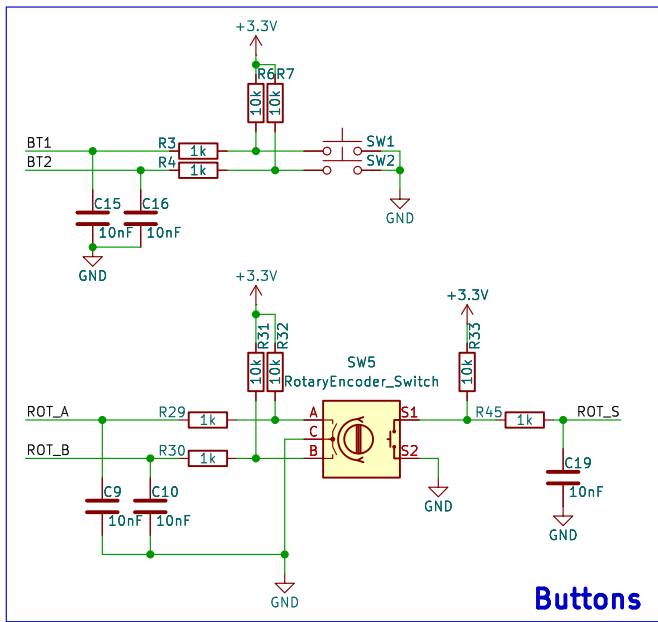 +3.3V
R6
R7
10k
10k
BT1
R3
1k
SW1
BT2
R4
1k
SW2
C15
10nF
C16
10nF
GND
GND
+3.3V
+3.3V
R31
10k
R32
10k
R33
10k
SW5
RotaryEncoder_Switch
ROT_A
R29
1k
A
C
B
S1
S2
R45
1k
ROT_S
ROT_B
R30
1k
C9
10nF
C10
10nF
C19
10nF
GND
GND
GND
Buttons